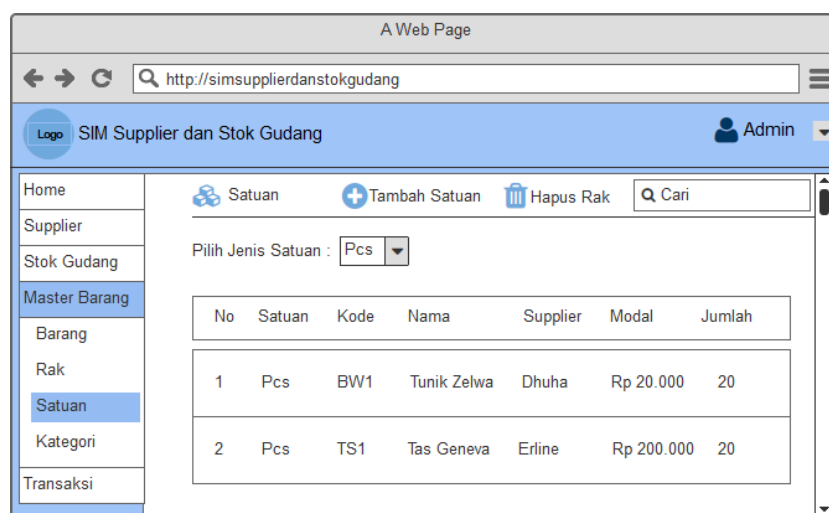 A Web Page
http://simsupplierdanstokgudang
Logo SIM Supplier dan Stok Gudang Admin
Home
Supplier
Stok Gudang
Master Barang
Barang
Rak
Satuan
Kategori
Transaksi
Satuan Tambah Satuan Hapus Rak Cari
Pilih Jenis Satuan : Pcs
No Satuan Kode Nama Supplier Modal Jumlah
1 Pcs BW1 Tunik Zelwa Dhuha Rp 20.000 20
2 Pcs TS1 Tas Geneva Erline Rp 200.000 20